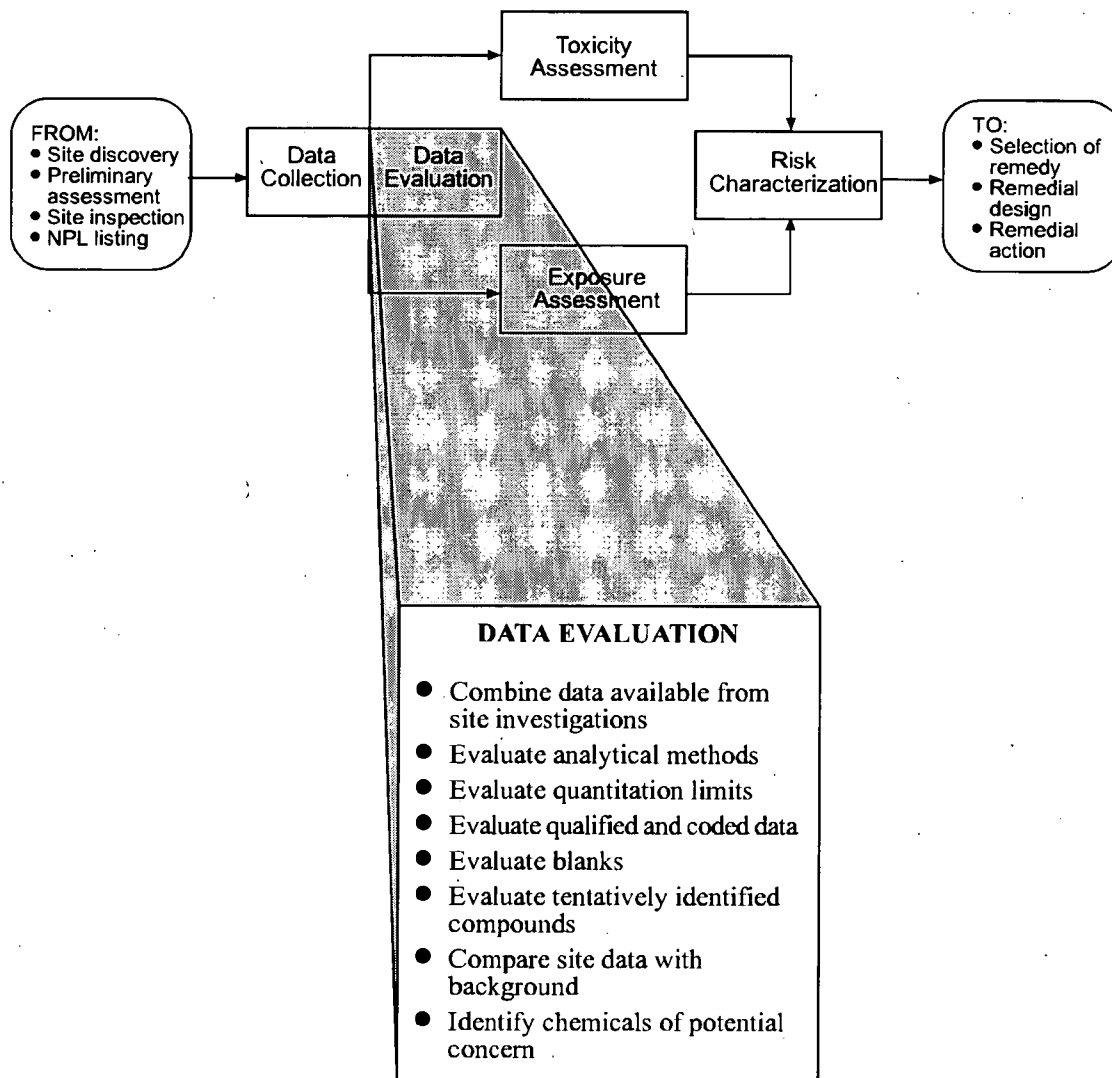 Toxicity
Assessment
FROM:
● Site discovery
● Preliminary
assessment
● Site inspection
● NPL listing
Data
Collection
Data
Evaluation
Risk
Characterization
TO:
● Selection of
remedy
● Remedial
design
● Remedial
action
Exposure
Assessment
DATA EVALUATION
● Combine data available from
site investigations
● Evaluate analytical methods
● Evaluate quantitation limits
● Evaluate qualified and coded data
● Evaluate blanks
● Evaluate tentatively identified
compounds
● Compare site data with
background
● Identify chemicals of potential
concern